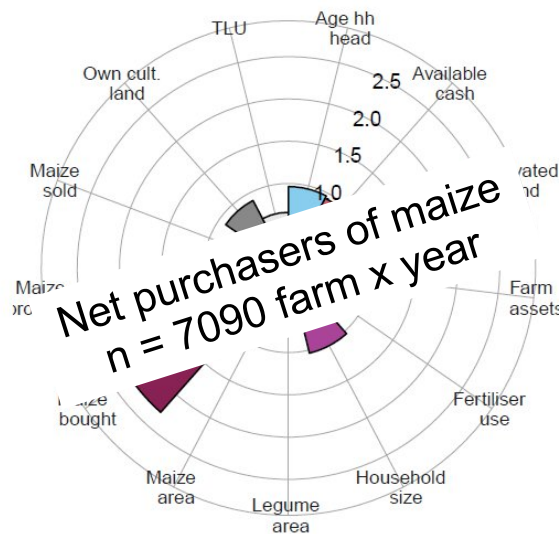 TLU
Age hh
head
Own cult.
land
Available
cash
2.5
2.0
1.5
1.0
Maize
sold
Net purchasers of maize
n = 7090 farm x year
Farm
assets
bought
Fertiliser
use
Maize
area
Household
size
Legume
area